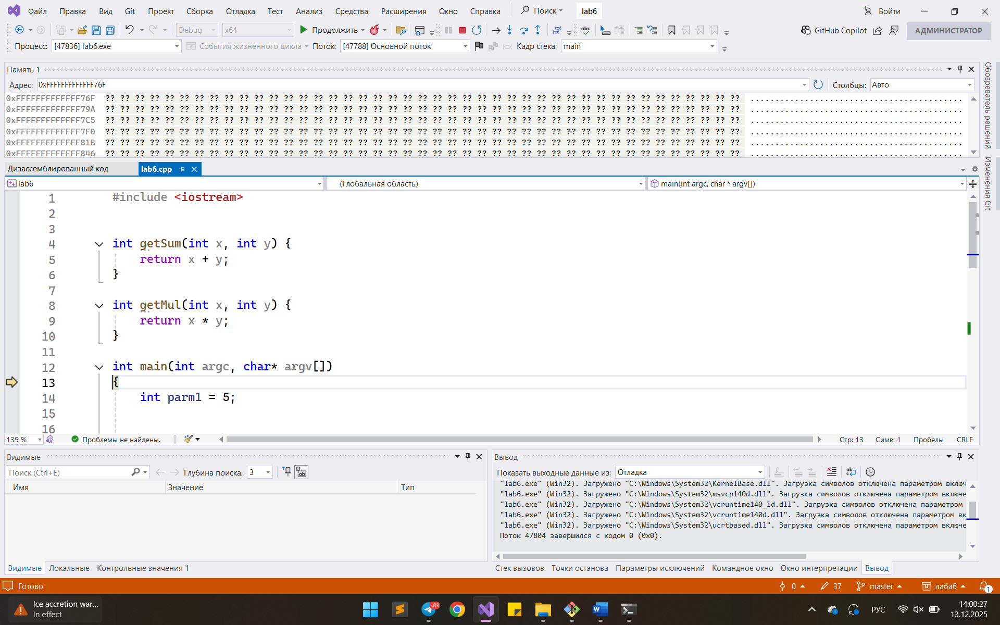 Файл Правка Вид Git Проект Сборка Отладка Тест Анализ Средства Расширения Окно Справка Поиск lab6 Войти
Debug x64 Продолжить GitHub Copilot АДМИНИСТРАТОР
Процесс: [47836] lab6.exe События жизненного цикла Поток: [47788] Основной поток Кадр стека: main
Память 1
Адрес: 0xFFFFFFFFFFFFF76F Столбцы: Авто
0xFFFFFFFFFFFFF76F ?? ?? ?? ?? ?? ?? ?? ?? ?? ?? ?? ?? ?? ?? ?? ?? ?? ?? ?? ?? ?? ?? ?? ?? ?? ?? ?? ?? ?? ?? ?? ?? ?? ?? ?? ?? ?? ?? ?? ?? ?? ?? ?? ...........................................
0xFFFFFFFFFFFFF79A ?? ?? ?? ?? ?? ?? ?? ?? ?? ?? ?? ?? ?? ?? ?? ?? ?? ?? ?? ?? ?? ?? ?? ?? ?? ?? ?? ?? ?? ?? ?? ?? ?? ?? ?? ?? ?? ?? ?? ?? ?? ?? ?? ...........................................
0xFFFFFFFFFFFFF7C5 ?? ?? ?? ?? ?? ?? ?? ?? ?? ?? ?? ?? ?? ?? ?? ?? ?? ?? ?? ?? ?? ?? ?? ?? ?? ?? ?? ?? ?? ?? ?? ?? ?? ?? ?? ?? ?? ?? ?? ?? ?? ?? ?? ...........................................
0xFFFFFFFFFFFFF7F0 ?? ?? ?? ?? ?? ?? ?? ?? ?? ?? ?? ?? ?? ?? ?? ?? ?? ?? ?? ?? ?? ?? ?? ?? ?? ?? ?? ?? ?? ?? ?? ?? ?? ?? ?? ?? ?? ?? ?? ?? ?? ?? ?? ...........................................
0xFFFFFFFFFFFFF81B ?? ?? ?? ?? ?? ?? ?? ?? ?? ?? ?? ?? ?? ?? ?? ?? ?? ?? ?? ?? ?? ?? ?? ?? ?? ?? ?? ?? ?? ?? ?? ?? ?? ?? ?? ?? ?? ?? ?? ?? ?? ?? ?? ...........................................
0xFFFFFFFFFFFFF846 ?? ?? ?? ?? ?? ?? ?? ?? ?? ?? ?? ?? ?? ?? ?? ?? ?? ?? ?? ?? ?? ?? ?? ?? ?? ?? ?? ?? ?? ?? ?? ?? ?? ?? ?? ?? ?? ?? ?? ?? ?? ?? ?? ...........................................
Обозреватель решений
Изменения Git
Дизассемблированный код lab6.cpp
lab6 (Глобальная область) main(int argc, char * argv[])
1 #include <iostream>
2
3
4 int getSum(int x, int y) {
5 return x + y;
6 }
7
8 int getMul(int x, int y) {
9 return x * y;
10 }
11
12 int main(int argc, char* argv[])
13 {
14 int parm1 = 5;
15
16
139 % Проблемы не найдены. Стр: 13 Симв: 1 Пробелы CRLF
Видимые
Поиск (Ctrl+E) Глубина поиска: 3
Имя Значение Тип
Видимые Локальные Контрольные значения 1
Вывод
Показать выходные данные из: Отладка
"lab6.exe" (Win32). Загружено "C:\Windows\System32\KernelBase.dll". Загрузка символов отключена параметром включ
"lab6.exe" (Win32). Загружено "C:\Windows\System32\msvcp140d.dll". Загрузка символов отключена параметром включе
"lab6.exe" (Win32). Загружено "C:\Windows\System32\vcruntime140_1d.dll". Загрузка символов отключена параметром
"lab6.exe" (Win32). Загружено "C:\Windows\System32\vcruntime140d.dll". Загрузка символов отключена параметром вк
"lab6.exe" (Win32). Загружено "C:\Windows\System32\ucrtbased.dll". Загрузка символов отключена параметром включе
Поток 47804 завершился с кодом 0 (0x0).
Стек вызовов Точки останова Параметры исключений Командное окно Окно интерпретации Вывод
Готово 0 37 master лаба6 1
Ice accretion war...
In effect
89
РУС
14:00:27
13.12.2025